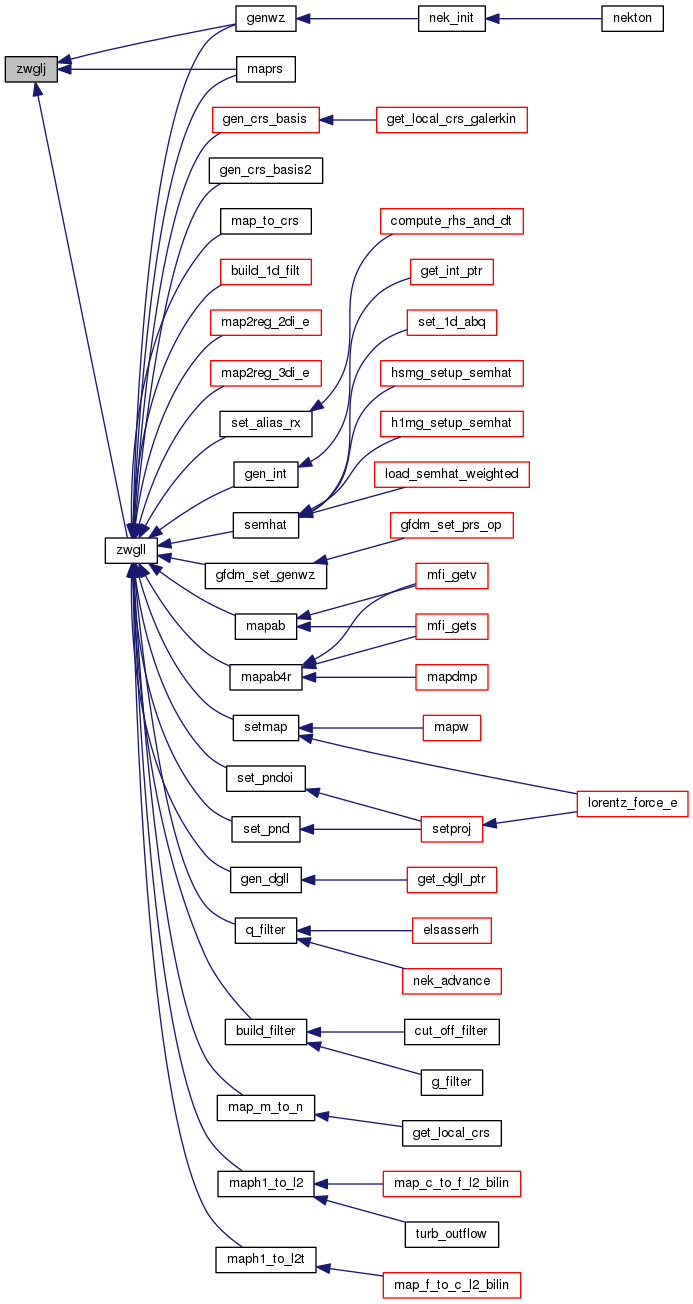 genwz
nek_init
nekton
zwglj
maprs
gen_crs_basis
get_local_crs_galerkin
gen_crs_basis2
map_to_crs
compute_rhs_and_dt
build_1d_filt
get_int_ptr
map2reg_2di_e
set_1d_abq
map2reg_3di_e
hsmg_setup_semhat
set_alias_rx
h1mg_setup_semhat
gen_int
load_semhat_weighted
semhat
gfdm_set_prs_op
zwgll
gfdm_set_genwz
mfi_getv
mapab
mfi_gets
mapab4r
mapdmp
setmap
mapw
set_pndoi
lorentz_force_e
set_pnd
setproj
gen_dgll
get_dgll_ptr
q_filter
elsasserh
nek_advance
build_filter
cut_off_filter
g_filter
map_m_to_n
get_local_crs
maph1_to_l2
map_c_to_f_l2_bilin
turb_outflow
maph1_to_l2t
map_f_to_c_l2_bilin